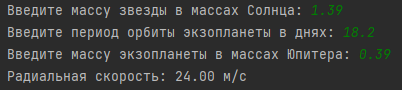 Введите массу звезды в массах Солнца: 1.39
Введите период орбиты экзопланеты в днях: 18.2
Введите массу экзопланеты в массах Юпитера: 0.39
Радиальная скорость: 24.00 м/с